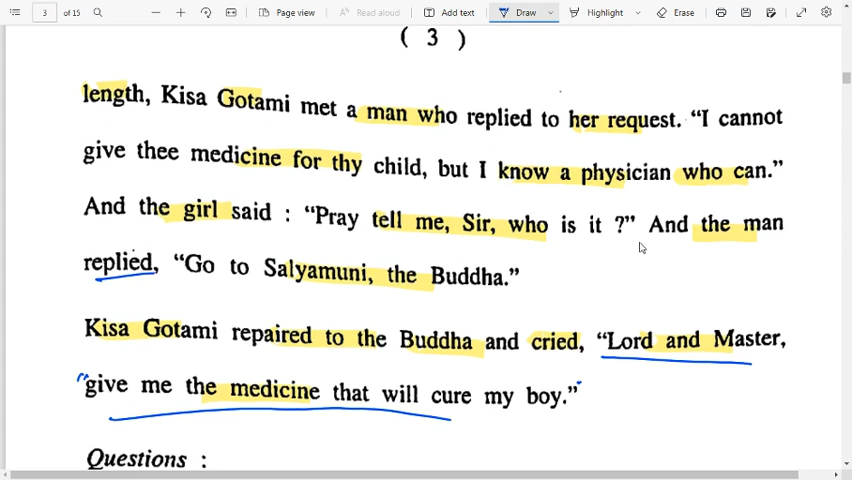 3 of 15 Page view Read aloud Add text Draw Highlight Erase
( 3 )
length, Kisa Gotami met a man who replied to her request. “I cannot
give thee medicine for thy child, but I know a physician who can.”
And the girl said : “Pray tell me, Sir, who is it ?” And the man
replied, “Go to Salyamuni, the Buddha.”
Kisa Gotami repaired to the Buddha and cried, “Lord and Master,
give me the medicine that will cure my boy.”
Questions :